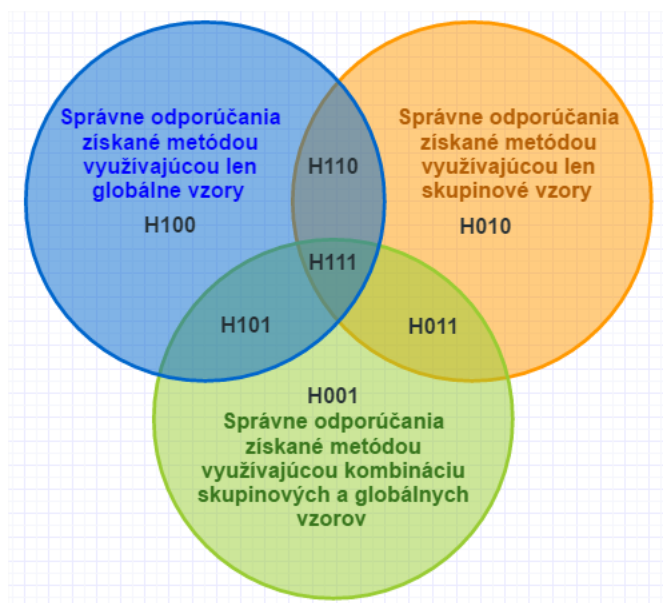 Správne odporúčania
získané metódou
využívajúcou len
globálne vzory
H100
Správne odporúčania
získané metódou
využívajúcou len
skupinové vzory
H010
H110
H111
H101
H011
H001
Správne odporúčania
získané metódou
využívajúcou kombináciu
skupinových a globálnych
vzorov